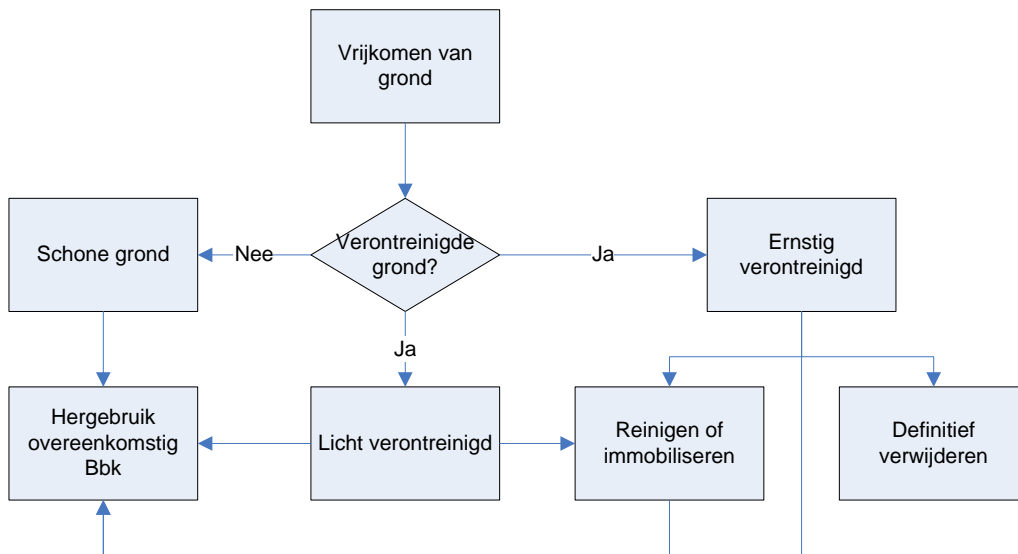 Vrijkomen van
grond
Schone grond
Nee
Verontreinigde
grond?
Ja
Ernstig
verontreinigd
Ja
Hergebruik
overeenkomstig
Bbk
Licht verontreinigd
Reinigen of
immobiliseren
Definitief
verwijderen